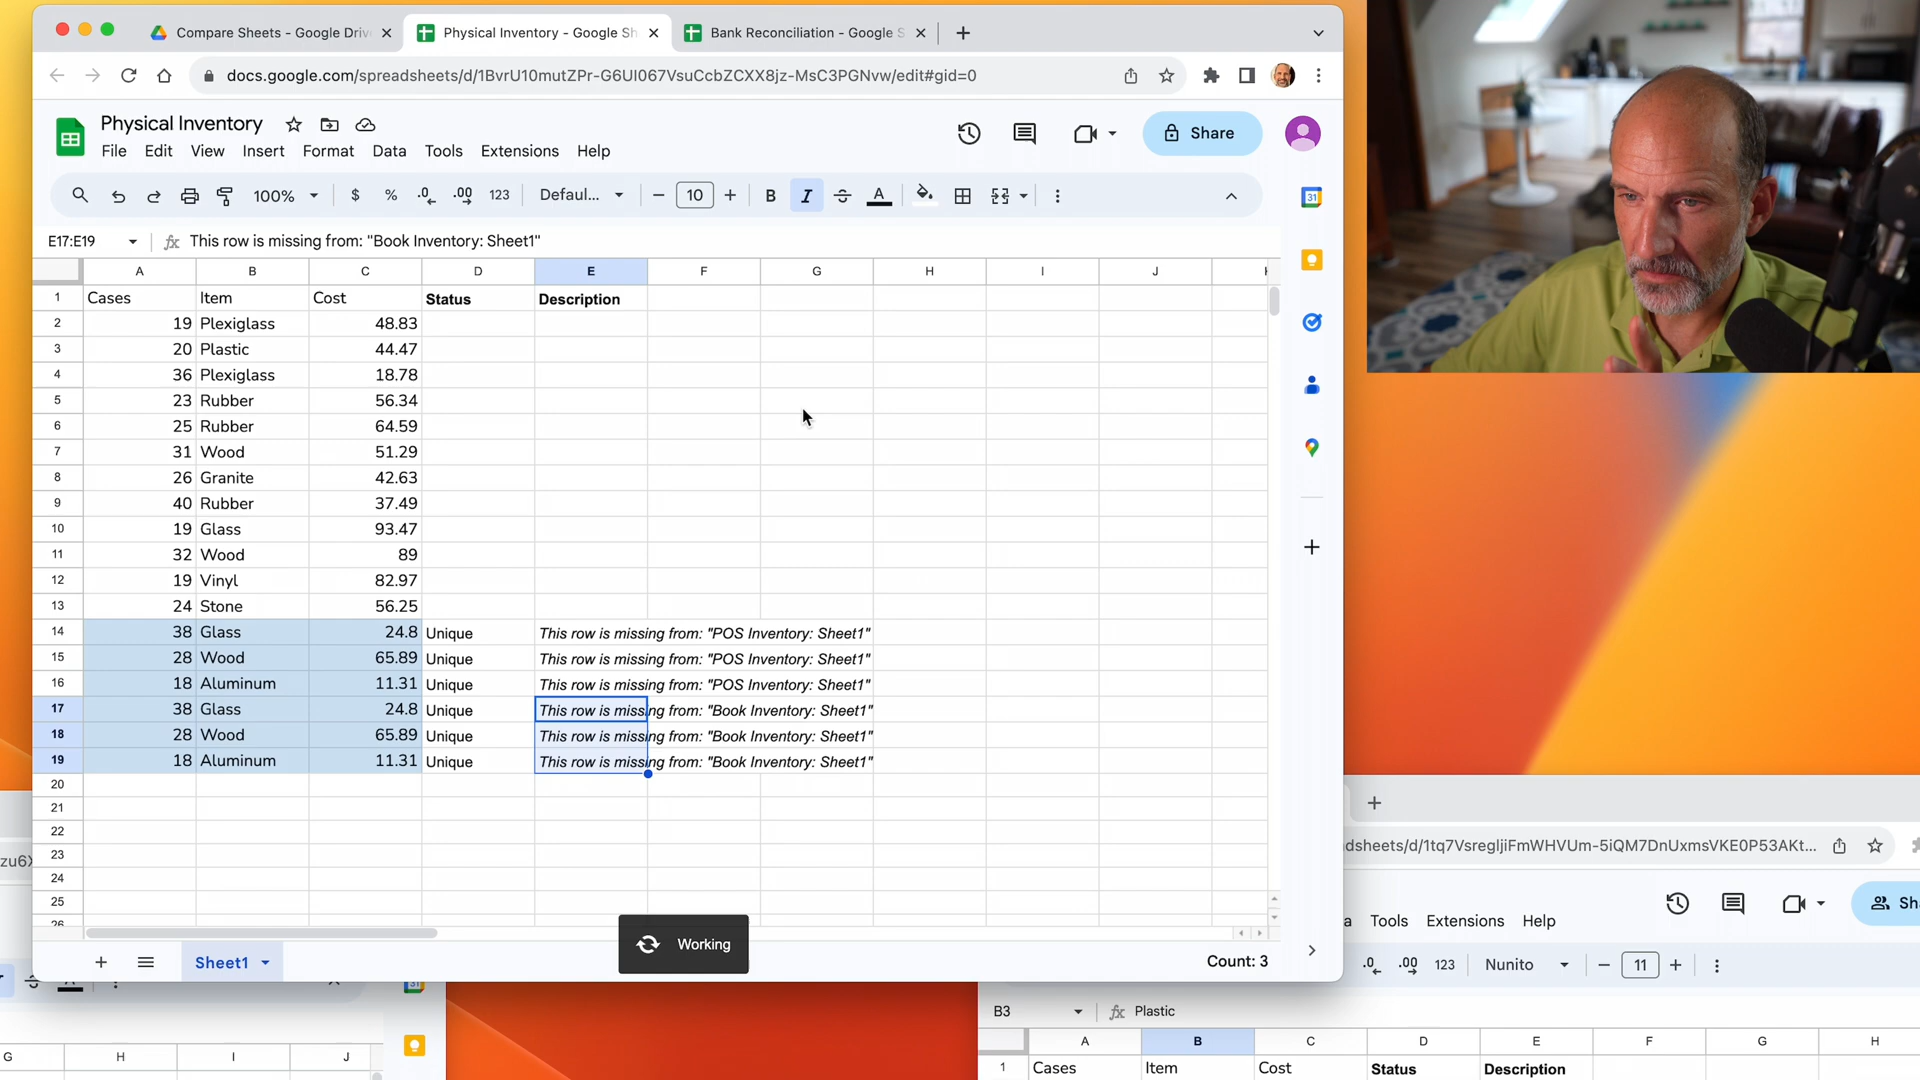 Compare Sheets - Google Driv
Physical Inventory - Google Sh
Bank Reconciliation - Google S
docs.google.com/spreadsheets/d/1BvrU10mutZPr-G6UI067VsuCcbZCXX8jz-MsC3PGNvw/edit#gid=0
Physical Inventory
Share
File Edit View Insert Format Data Tools Extensions Help
100% $ % .0 .00 123 Defaul... 10 B I A
31
E17:E19 fx This row is missing from: "Book Inventory: Sheet1"
A B C D E F G H I J
1 Cases Item Cost Status Description
2 19 Plexiglass 48.83
3 20 Plastic 44.47
4 36 Plexiglass 18.78
5 23 Rubber 56.34
6 25 Rubber 64.59
7 31 Wood 51.29
8 26 Granite 42.63
9 40 Rubber 37.49
10 19 Glass 93.47
11 32 Wood 89
12 19 Vinyl 82.97
13 24 Stone 56.25
14 38 Glass 24.8 Unique This row is missing from: "POS Inventory: Sheet1"
15 28 Wood 65.89 Unique This row is missing from: "POS Inventory: Sheet1"
16 18 Aluminum 11.31 Unique This row is missing from: "POS Inventory: Sheet1"
17 38 Glass 24.8 Unique This row is missing from: "Book Inventory: Sheet1"
18 28 Wood 65.89 Unique This row is missing from: "Book Inventory: Sheet1"
19 18 Aluminum 11.31 Unique This row is missing from: "Book Inventory: Sheet1"
20
21
22
23
24
25
26
Working
Sheet1
Count: 3
zu6
dsheets/d/1tq7VsregIjiFmWHVUm-5iQM7DnUxmsVKE0P53AKt...
Sha
a Tools Extensions Help
.0 .00 123 Nunito 11
B3 fx Plastic
G H I J
A B C D E F G H
1 Cases Item Cost Status Description